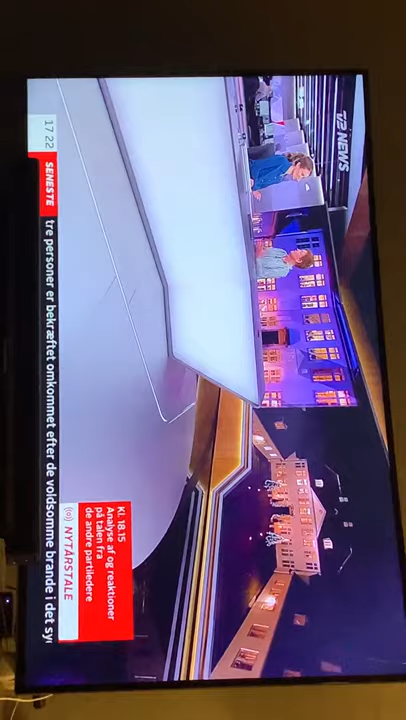 TV2 NEWS
Kl. 18.15
Analyse af og reaktioner
på talen fra
de andre partiledere
NYTÅRSTALE
17 22
SENESTE tre personer er bekræftet omkommet efter de voldsomme brande i det sy